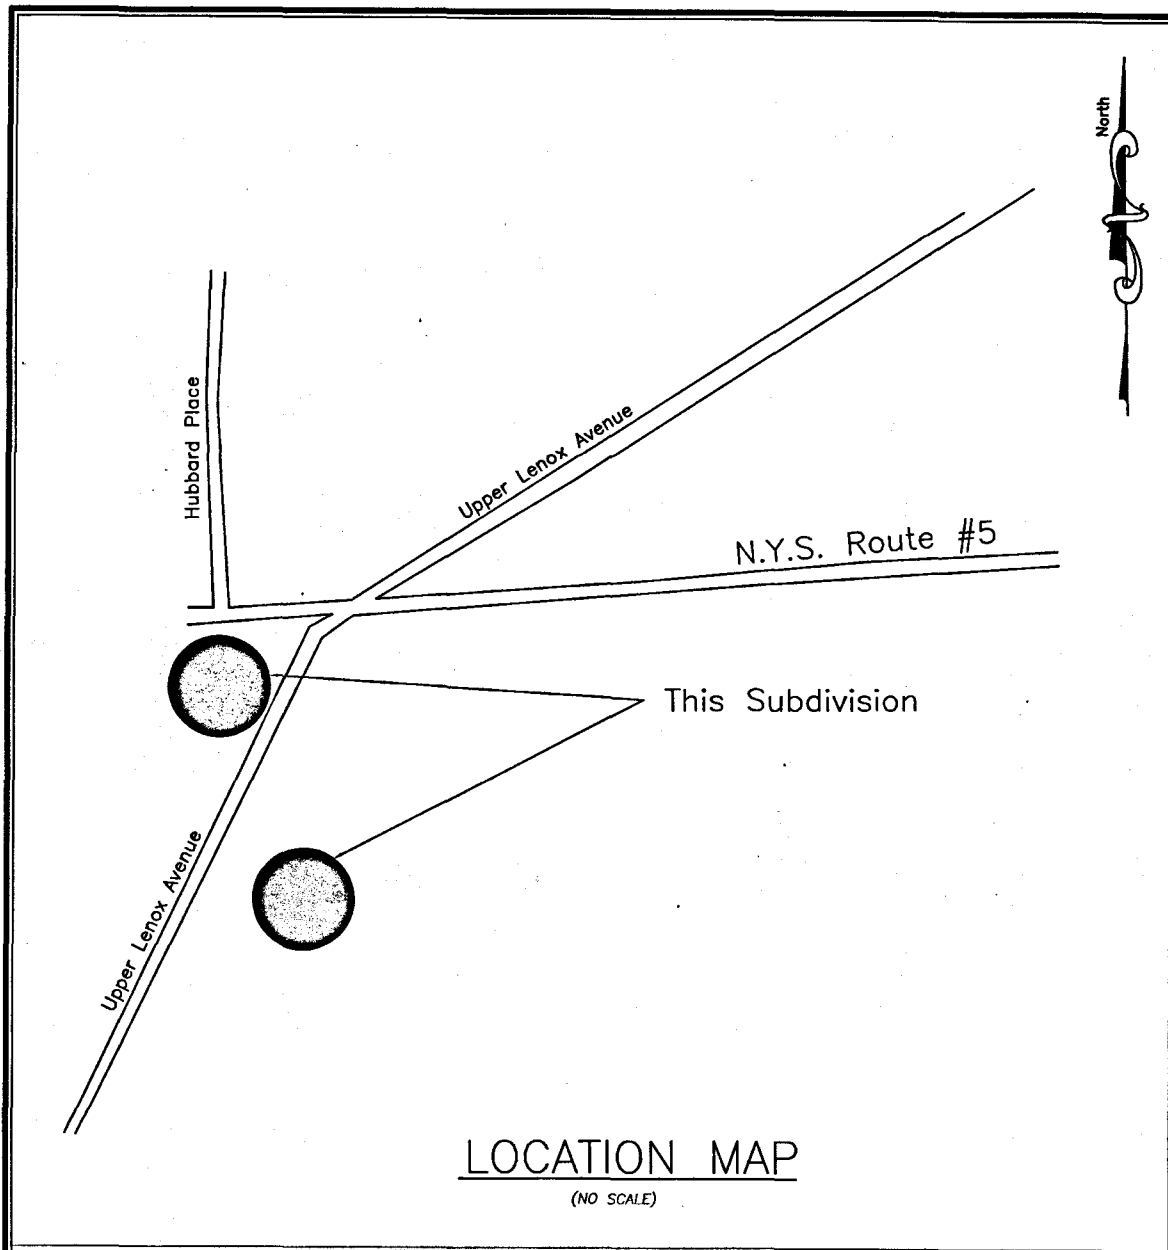 North
Hubbard Place
Upper Lenox Avenue
N.Y.S. Route #5
This Subdivision
Upper Lenox Avenue
LOCATION MAP
(NO SCALE)